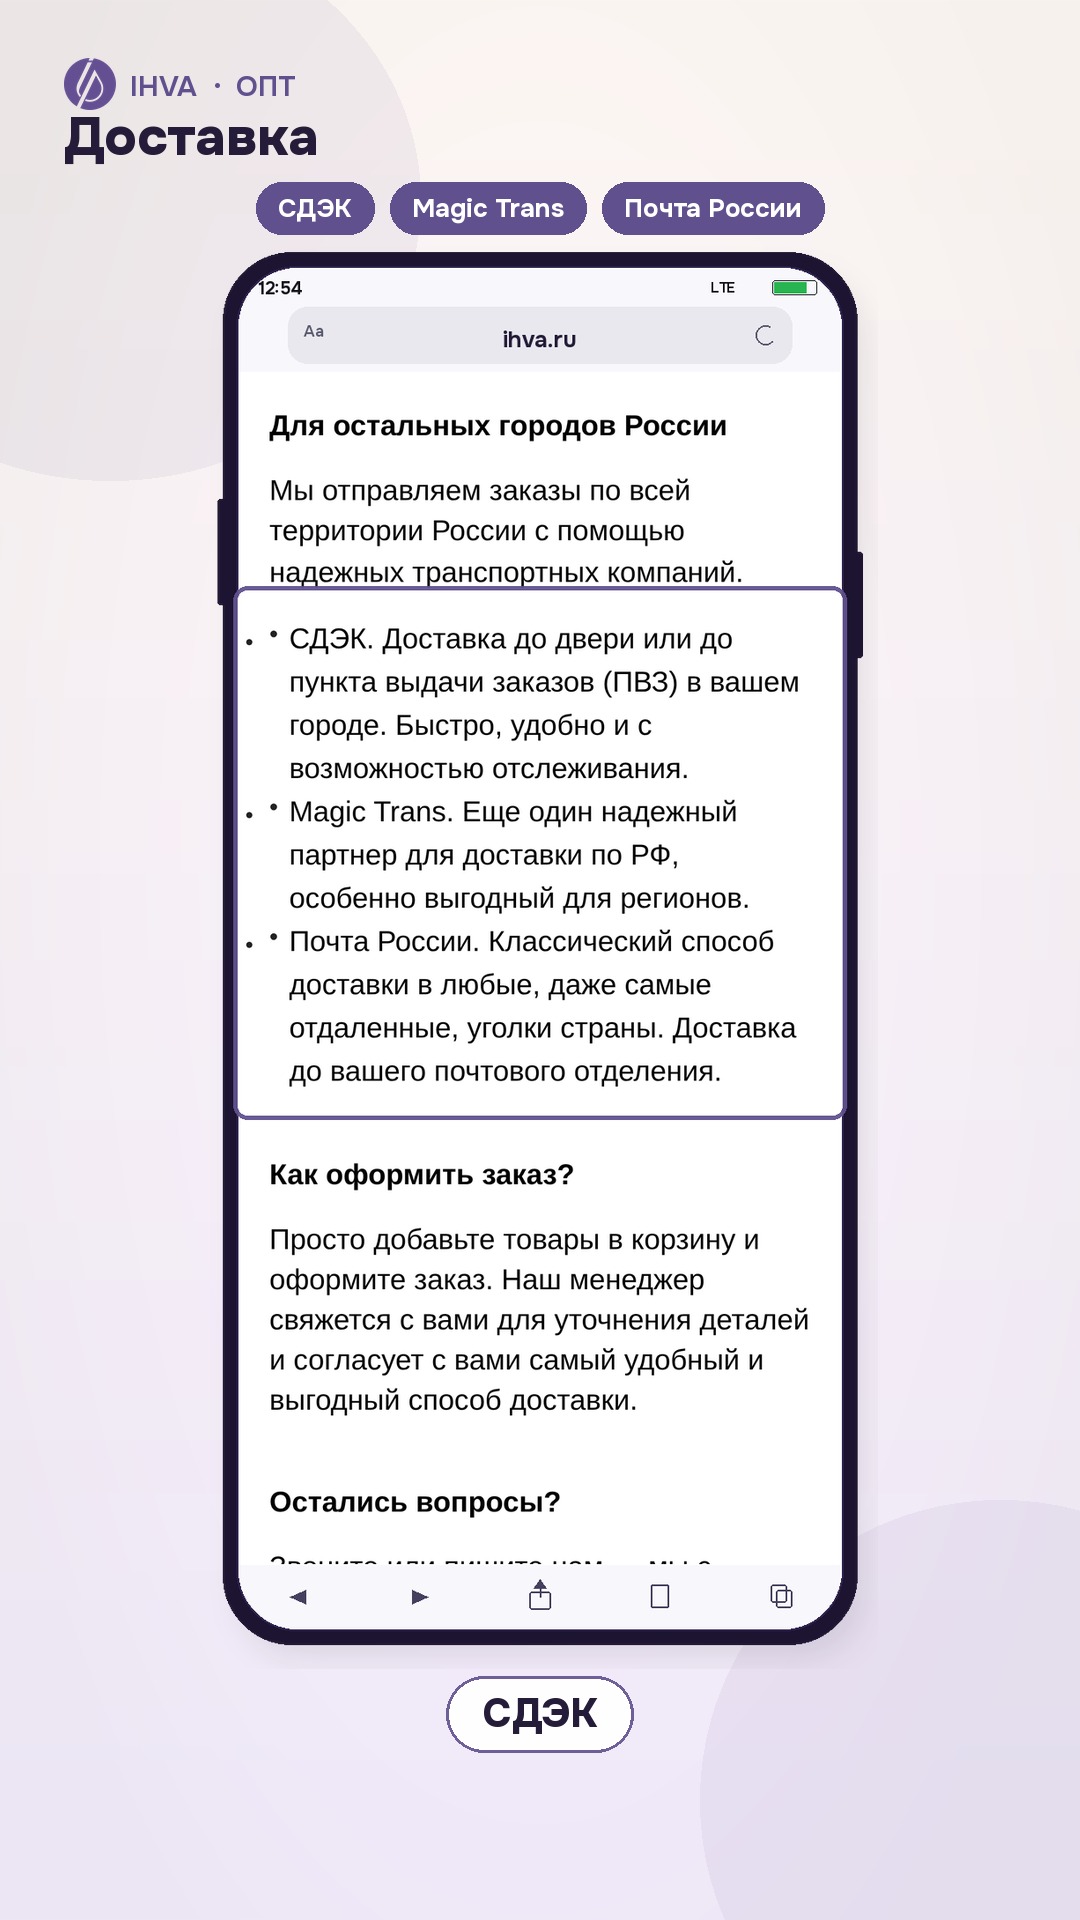 IHVA · ОПТ
Доставка
СДЭК
Magic Trans
Почта России
12:54
LTE
Aa
ihva.ru
Для остальных городов России
Мы отправляем заказы по всей
территории России с помощью
надежных транспортных компаний.
• • СДЭК. Доставка до двери или до
пункта выдачи заказов (ПВЗ) в вашем
городе. Быстро, удобно и с
возможностью отслеживания.
• • Magic Trans. Еще один надежный
партнер для доставки по РФ,
особенно выгодный для регионов.
• • Почта России. Классический способ
доставки в любые, даже самые
отдаленные, уголки страны. Доставка
до вашего почтового отделения.
Как оформить заказ?
Просто добавьте товары в корзину и
оформите заказ. Наш менеджер
свяжется с вами для уточнения деталей
и согласует с вами самый удобный и
выгодный способ доставки.
Остались вопросы?
Звоните или пишите нам — мы с
СДЭК